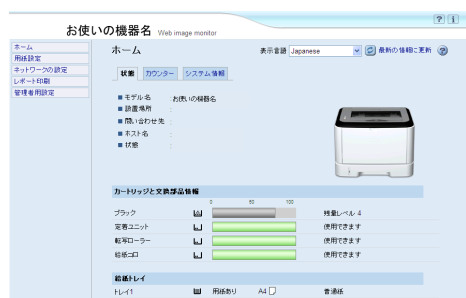 お使いの機器名 Web image monitor
ホーム
用紙設定
ネットワークの設定
レポート印刷
管理者用設定
ホーム
表示言語 Japanese 最新の情報に更新
状態 カウンター システム情報
モデル名 :お使いの機器名
設置場所 :
問い合わせ先 :
ホスト名 :
状態 :
カートリッジと交換部品情報
0 50 100
ブラック 残量レベル 4
定着ユニット 使用できます
転写ローラー 使用できます
給紙コロ 使用できます
給紙トレイ
トレイ1 用紙あり A4 普通紙